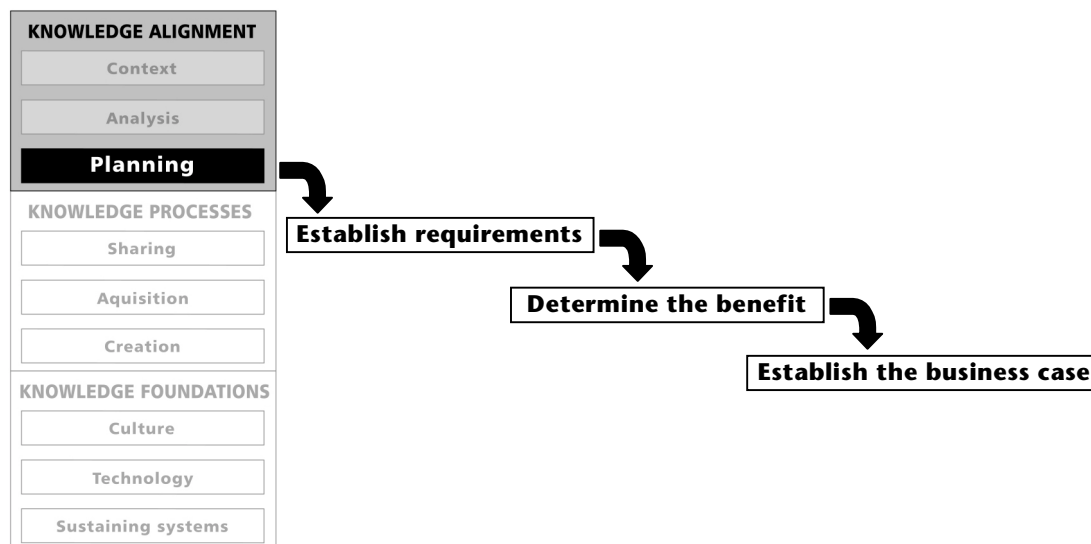 KNOWLEDGE ALIGNMENT
Context
Analysis
Planning
KNOWLEDGE PROCESSES
Sharing
Aquisition
Creation
KNOWLEDGE FOUNDATIONS
Culture
Technology
Sustaining systems
Establish requirements
Determine the benefit
Establish the business case